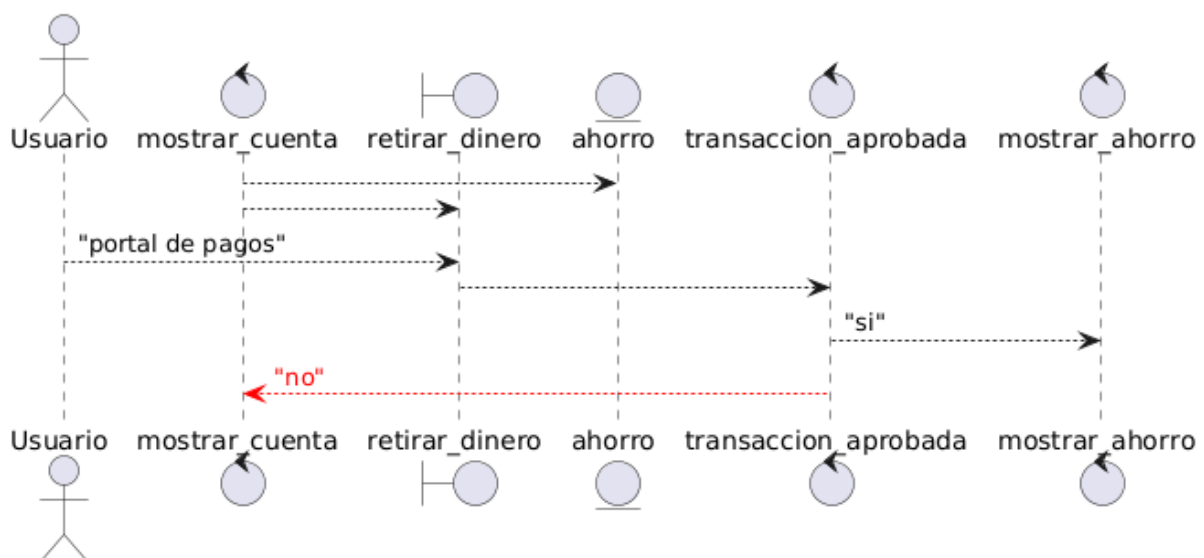 Usuario mostrar_cuenta retirar_dinero ahorro transaccion_aprobada mostrar_ahorro
"portal de pagos"
"si"
"no"
Usuario mostrar_cuenta retirar_dinero ahorro transaccion_aprobada mostrar_ahorro